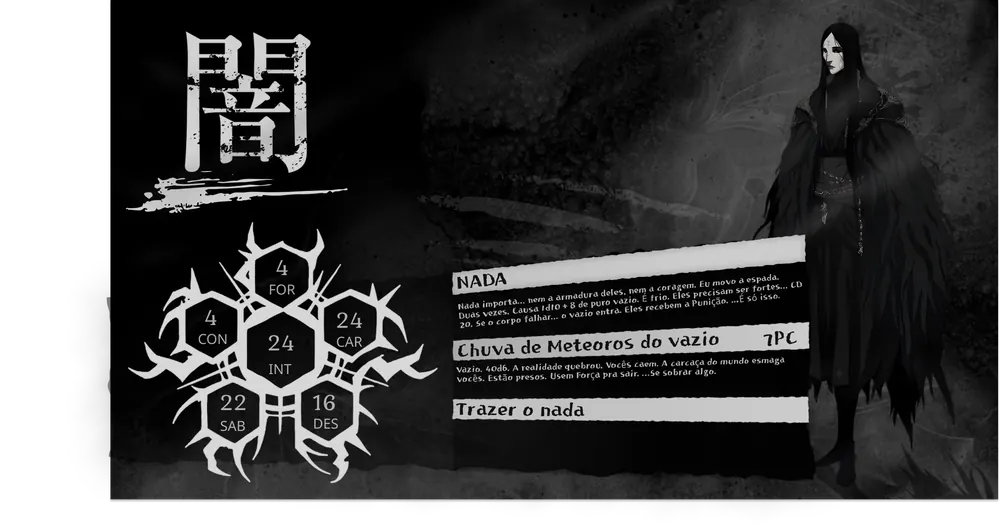 闇
4
FOR
4
CON
24
CAR
24
INT
22
SAB
16
DES
NADA
Nada importa... nem a armadura deles, nem a coragem. Eu movo a espada.
Duas vezes. Causa 1d10 + 8 de puro vazio. É frio. Eles precisam ser fortes... CD
20. Se o corpo falhar... o vazio entra. Eles recebem a Punição. ...É só isso.
Chuva de Meteoros do vazio 7PC
Vazio. 40d6. A realidade quebrou. Vocês caem. A carcaça do mundo esmaga
vocês. Estão presos. Usem Força pra sair. ...Se sobrar algo.
Trazer o nada